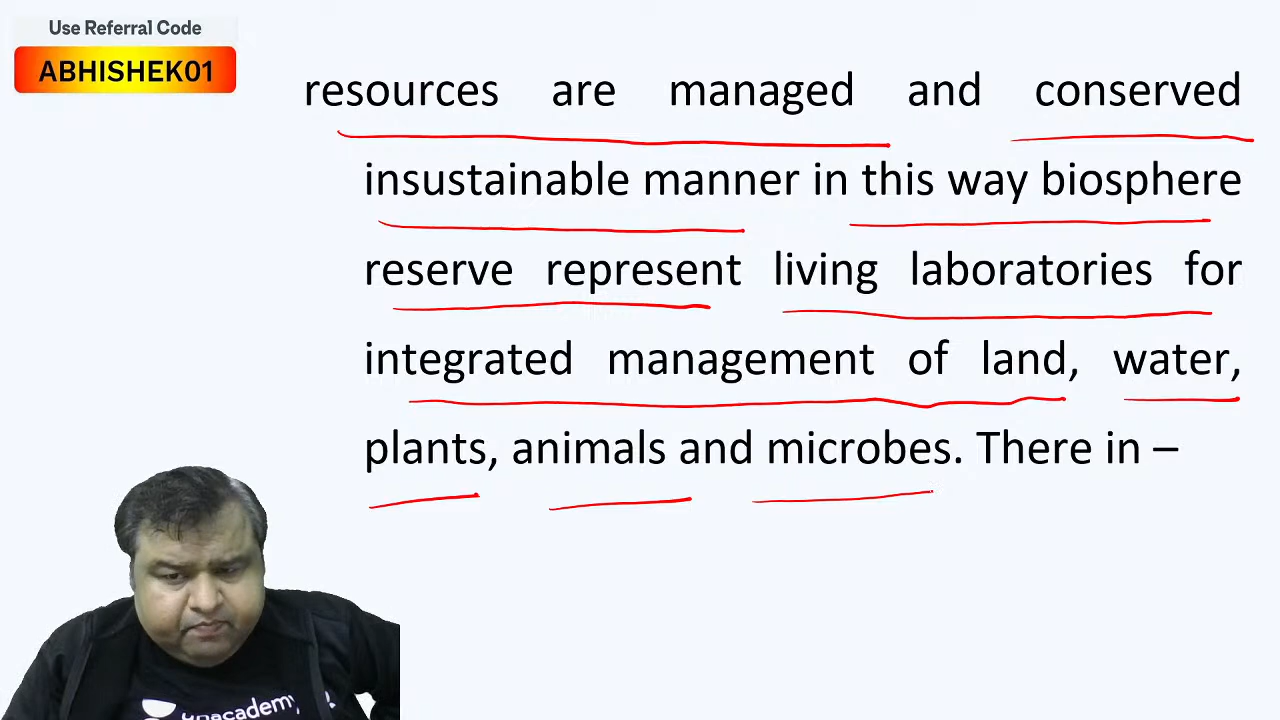 Use Referral Code
ABHISHEK01
resources are managed and conserved
insustainable manner in this way biosphere
reserve represent living laboratories for
integrated management of land, water,
plants, animals and microbes. There in –
unacademy